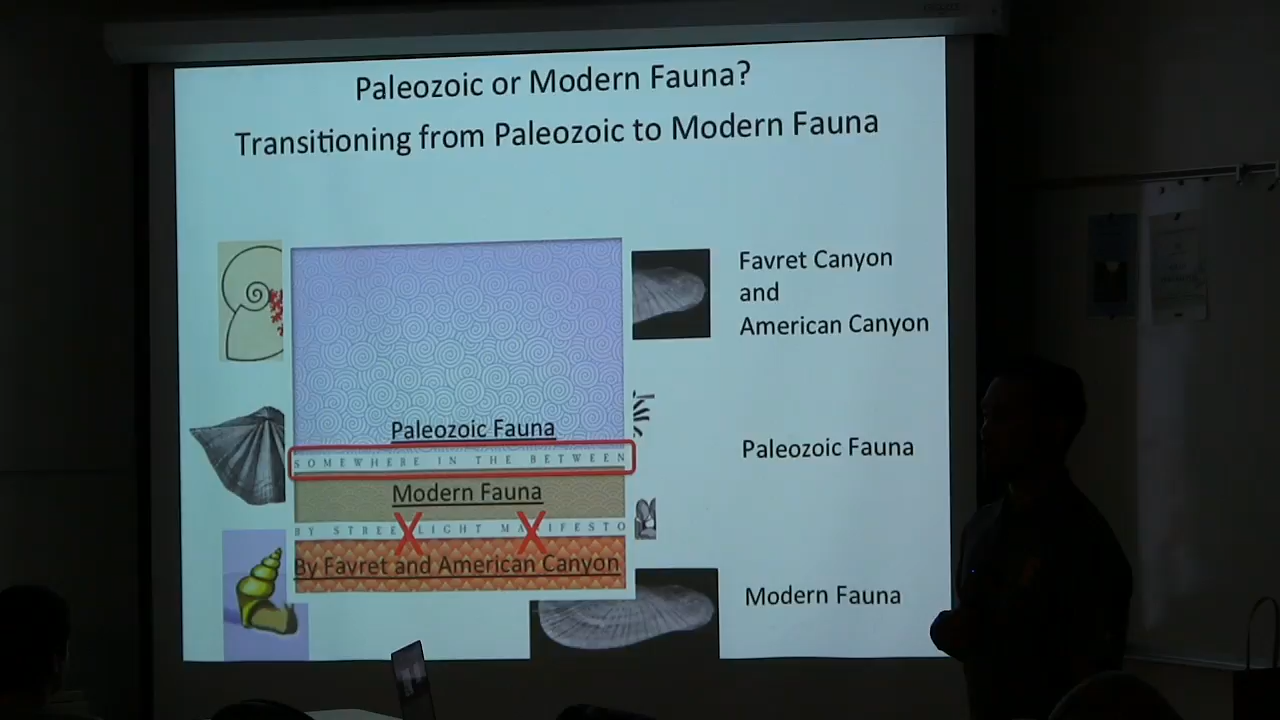 Paleozoic or Modern Fauna?
Transitioning from Paleozoic to Modern Fauna
Favret Canyon
and
American Canyon
Paleozoic Fauna
SOMEWHERE IN THE BETWEEN
Paleozoic Fauna
Modern Fauna
BY STREETLIGHT MANIFESTO
By Favret and American Canyon
Modern Fauna